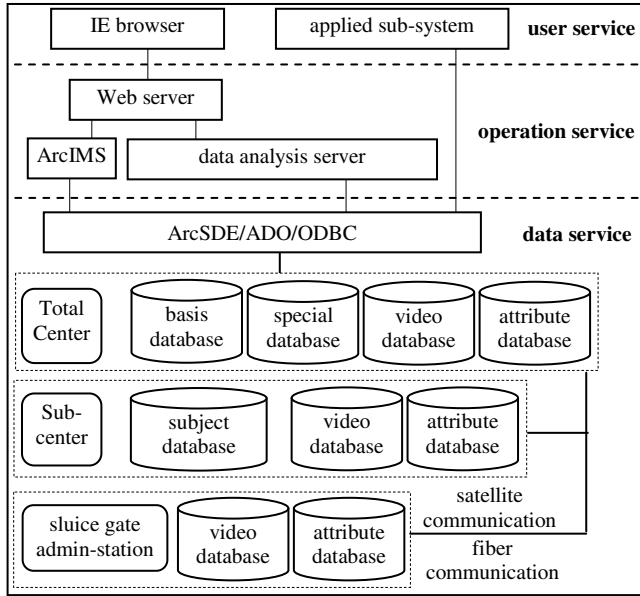 IE browser
applied sub-system
user service
Web server
operation service
ArcIMS
data analysis server
ArcSDE/ADO/ODBC
data service
Total
Center
basis
database
special
database
video
database
attribute
database
Sub-
center
subject
database
video
database
attribute
database
sluice gate
admin-station
video
database
attribute
database
satellite
communication
fiber
communication